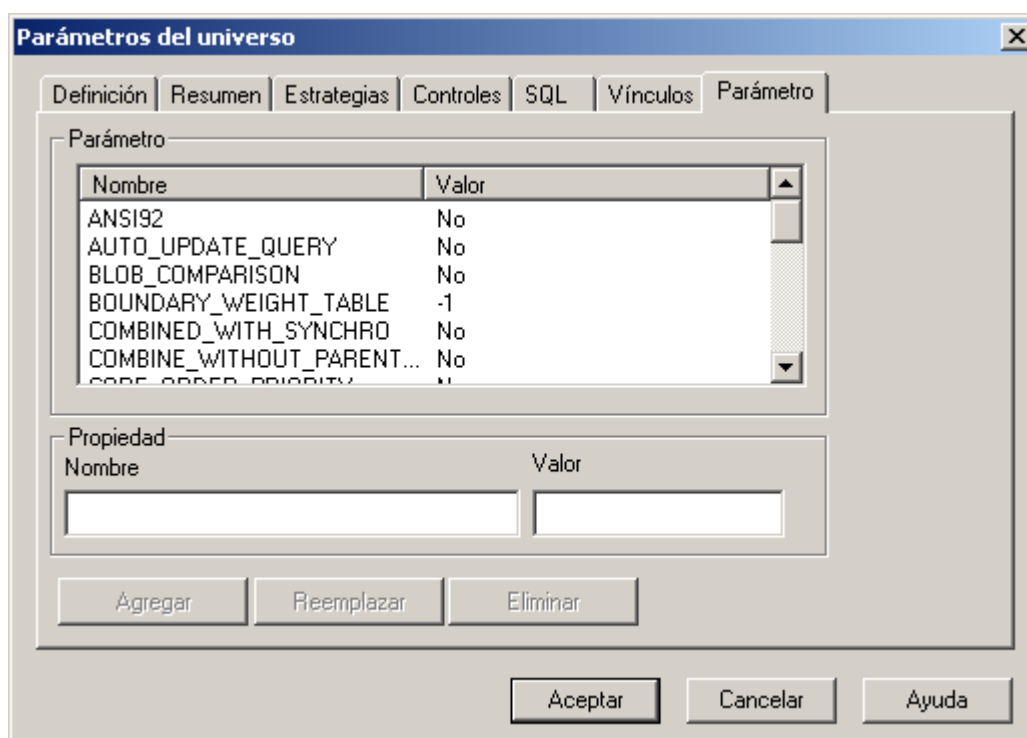 Parámetros del universo
Definición Resumen Estrategias Controles SQL Vínculos Parámetro
Parámetro
Nombre Valor
ANSI92 No
AUTO_UPDATE_QUERY No
BLOB_COMPARISON No
BOUNDARY_WEIGHT_TABLE -1
COMBINED_WITH_SYNCHRO No
COMBINE_WITHOUT_PARENT... No
Propiedad
Nombre Valor
Agregar Reemplazar Eliminar
Aceptar Cancelar Ayuda